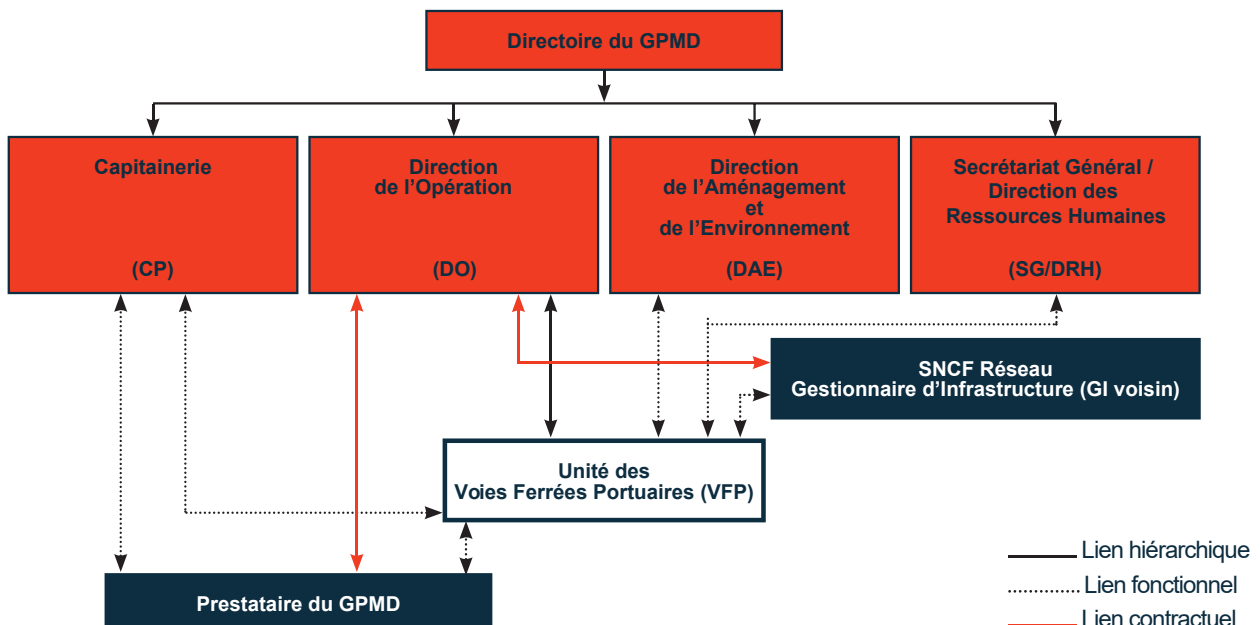 Directoire du GPMD
Capitainerie
(CP)
Direction
de l'Opération
(DO)
Direction
de l'Aménagement
et
de l'Environnement
(DAE)
Secrétariat Général /
Direction des
Ressources Humaines
(SG/DRH)
SNCF Réseau
Gestionnaire d'Infrastructure (GI voisin)
Unité des
Voies Ferrées Portuaires (VFP)
Prestataire du GPMD
Lien hiérarchique
Lien fonctionnel
Lien contractuel